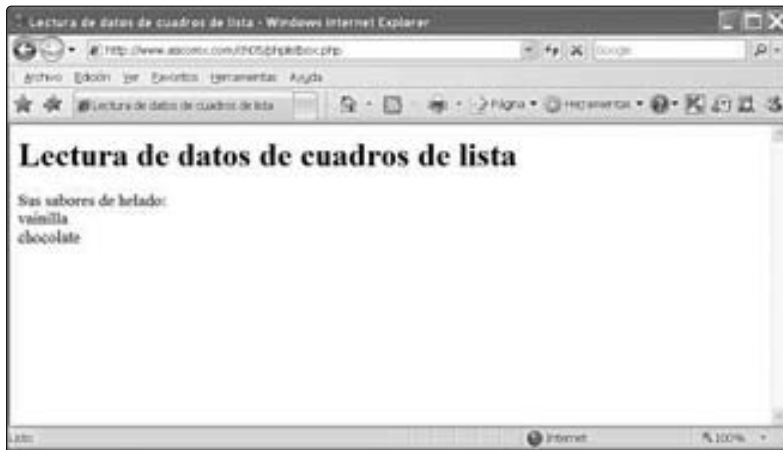 Lectura de datos de cuadros de lista - Windows Internet Explorer
Google
Archivo Edición Ver Favoritos Herramientas Ayuda
Lectura de datos de cuadros de lista
Página Herramientas
Lectura de datos de cuadros de lista
Sus sabores de helado:
vainilla
chocolate
Listo
Internet
100%